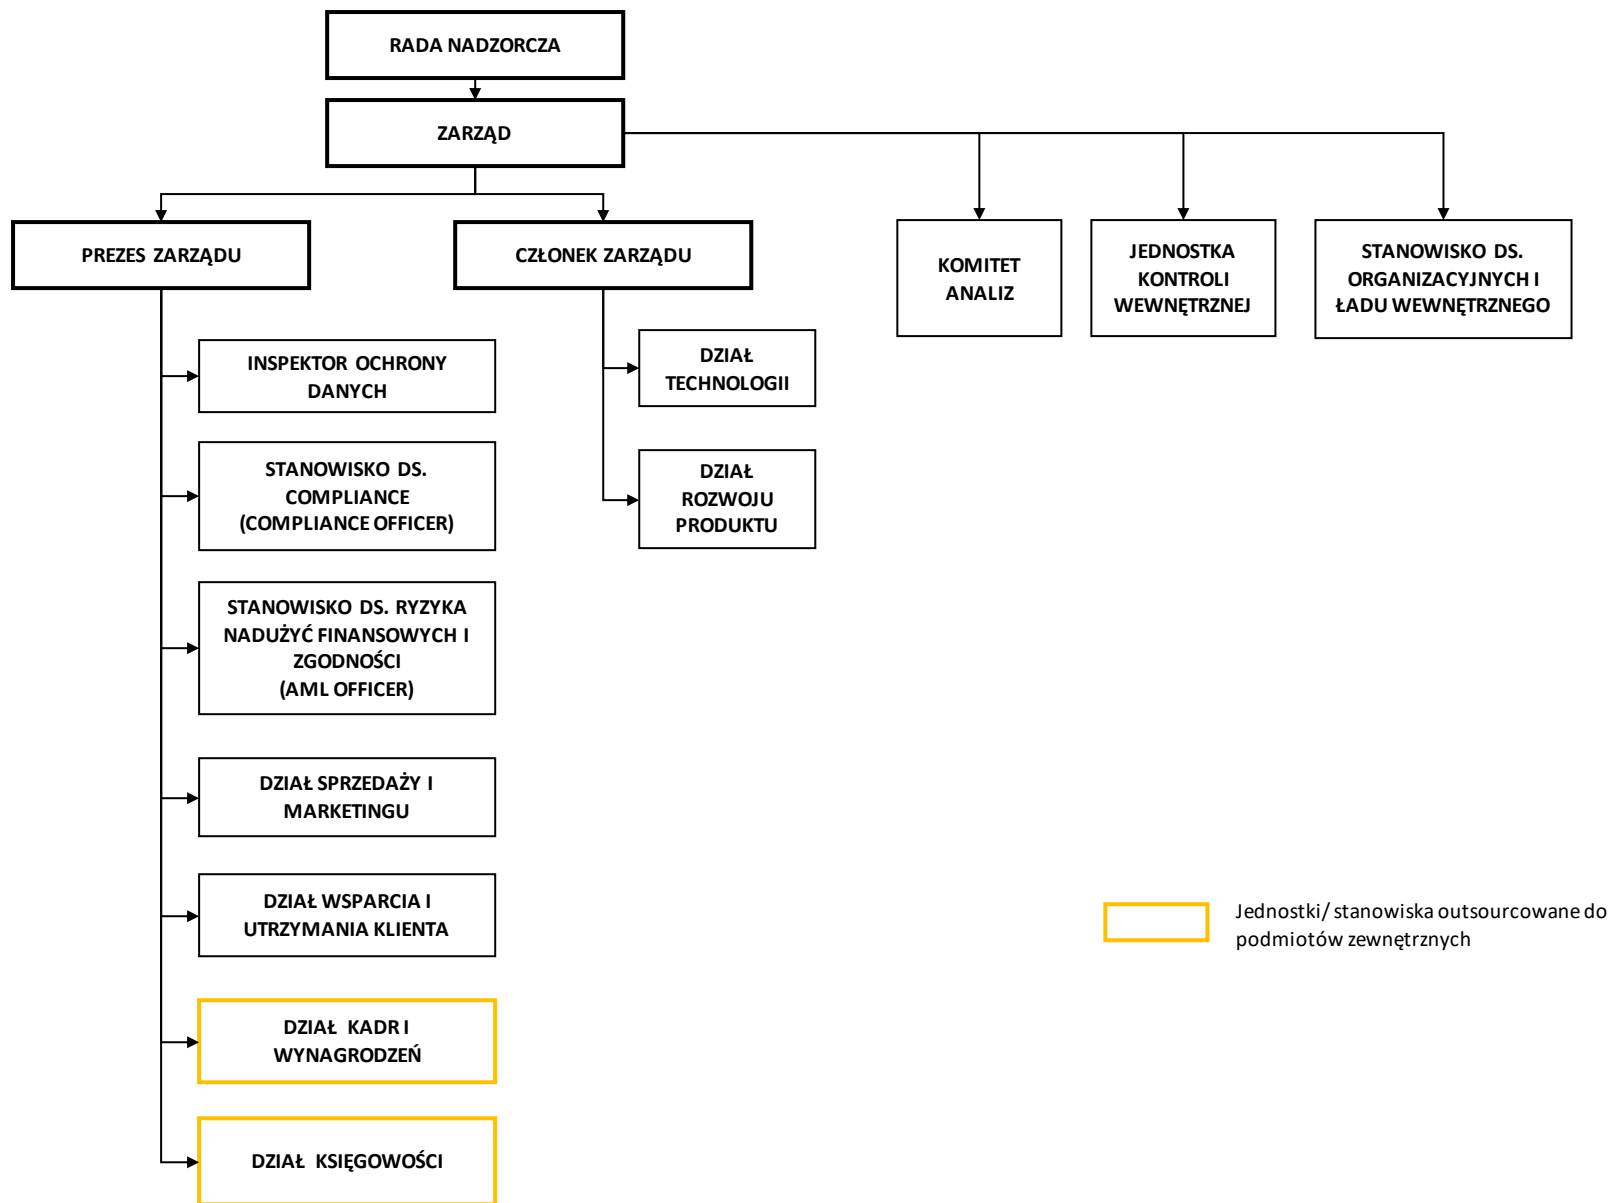 RADA NADZORCZA
ZARZĄD
PREZES ZARZĄDU
CZŁONEK ZARZĄDU
KOMITET
ANALIZ
JEDNOSTKA
KONTROLI
WEWNĘTRZNEJ
STANOWISKO DS.
ORGANIZACYJNYCH I
ŁADU WEWNĘTRZNEGO
INSPEKTOR OCHRONY
DANYCH
DZIAŁ
TECHNOLOGII
STANOWISKO DS.
COMPLIANCE
(COMPLIANCE OFFICER)
DZIAŁ
ROZWOJU
PRODUKTU
STANOWISKO DS. RYZYKA
NADUŻYĆ FINANSOWYCH I
ZGODNOŚCI
(AML OFFICER)
DZIAŁ SPRZEDAŻY I
MARKETINGU
DZIAŁ WSPARCIA I
UTRZYMANIA KLIENTA
Jednostki/ stanowiska outsourcowane do
podmiotów zewnętrznych
DZIAŁ KADR I
WYNAGRODZEŃ
DZIAŁ KSIĘGOWOŚCI